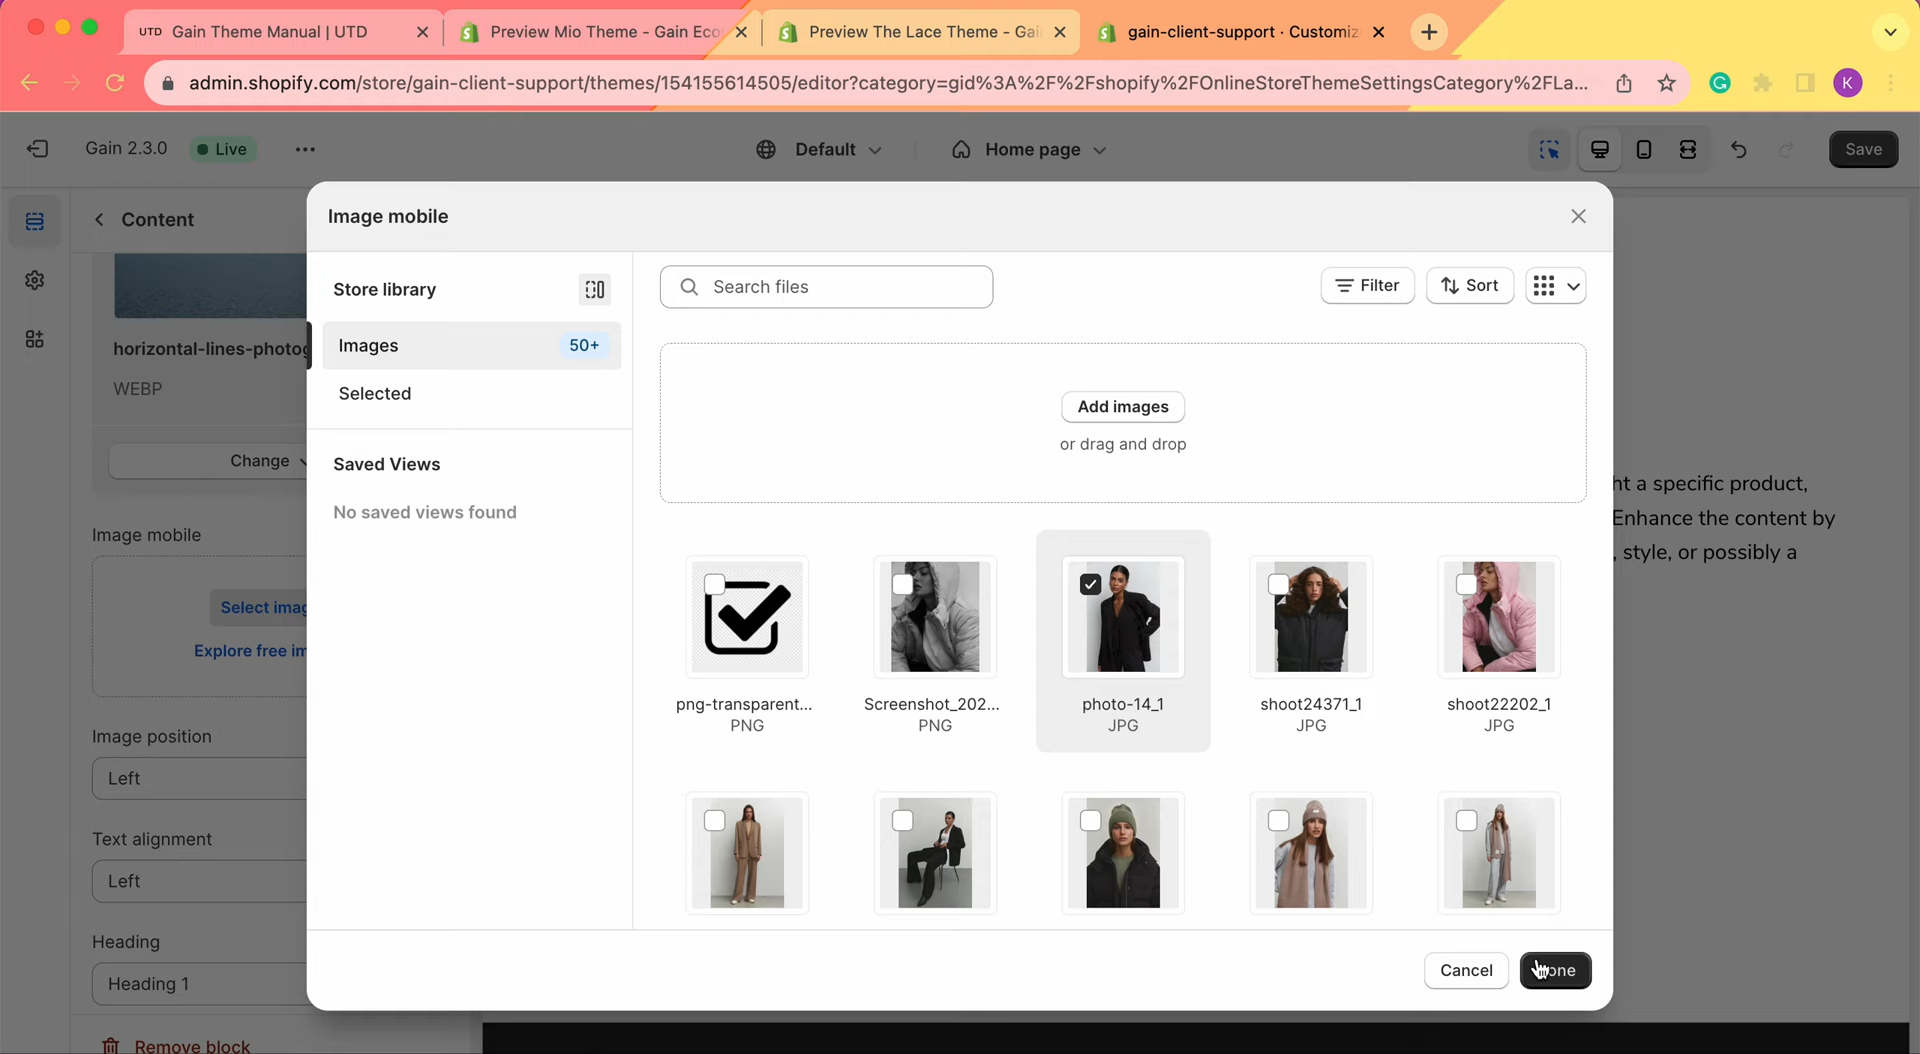 UTD Gain Theme Manual | UTD
Preview Mio Theme - Gain Eco
Preview The Lace Theme - Gai
gain-client-support · Customiz
admin.shopify.com/store/gain-client-support/themes/154155614505/editor?category=gid%3A%2F%2Fshopify%2FOnlineStoreThemeSettingsCategory%2FLa...
K
Gain 2.3.0
Live
Default
Home page
Save
Content
Image mobile
Store library
Search files
Filter
Sort
Images
50+
Selected
Add images
or drag and drop
Saved Views
No saved views found
horizontal-lines-photog
WEBP
Change
Image mobile
Select imag
Explore free im
Image position
Left
Text alignment
Left
Heading
Heading 1
Remove block
ht a specific product,
Enhance the content by
, style, or possibly a
png-transparent...
PNG
Screenshot_202...
PNG
photo-14_1
JPG
shoot24371_1
JPG
shoot22202_1
JPG
Cancel
one